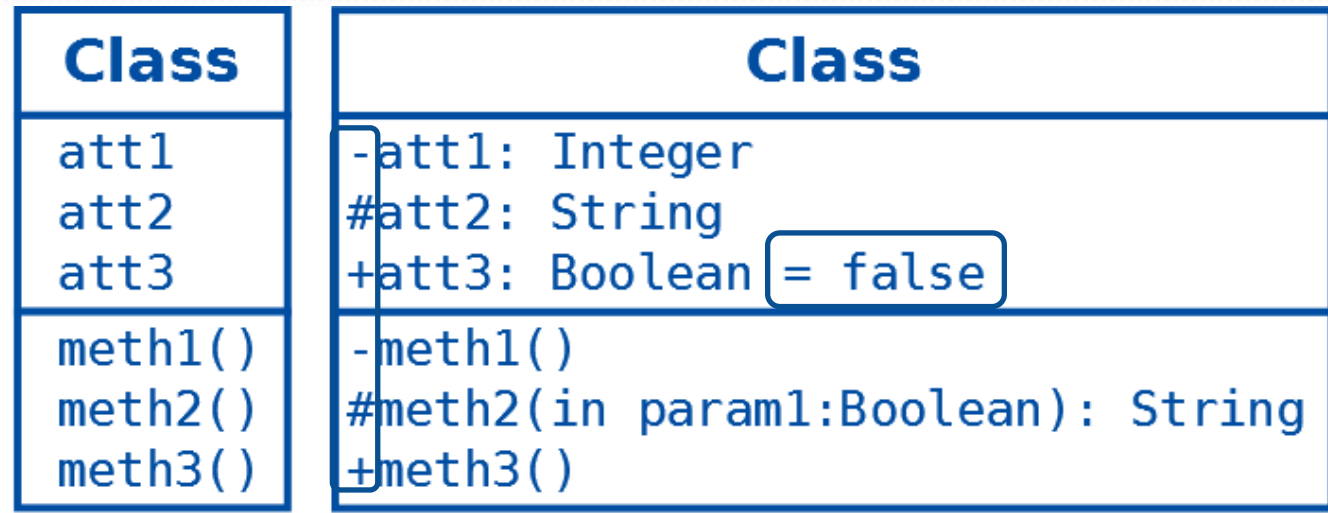 Class
att1
att2
att3
meth1()
meth2()
meth3()
Class
-att1: Integer
#att2: String
+att3: Boolean = false
-meth1()
#meth2(in param1:Boolean): String
+meth3()